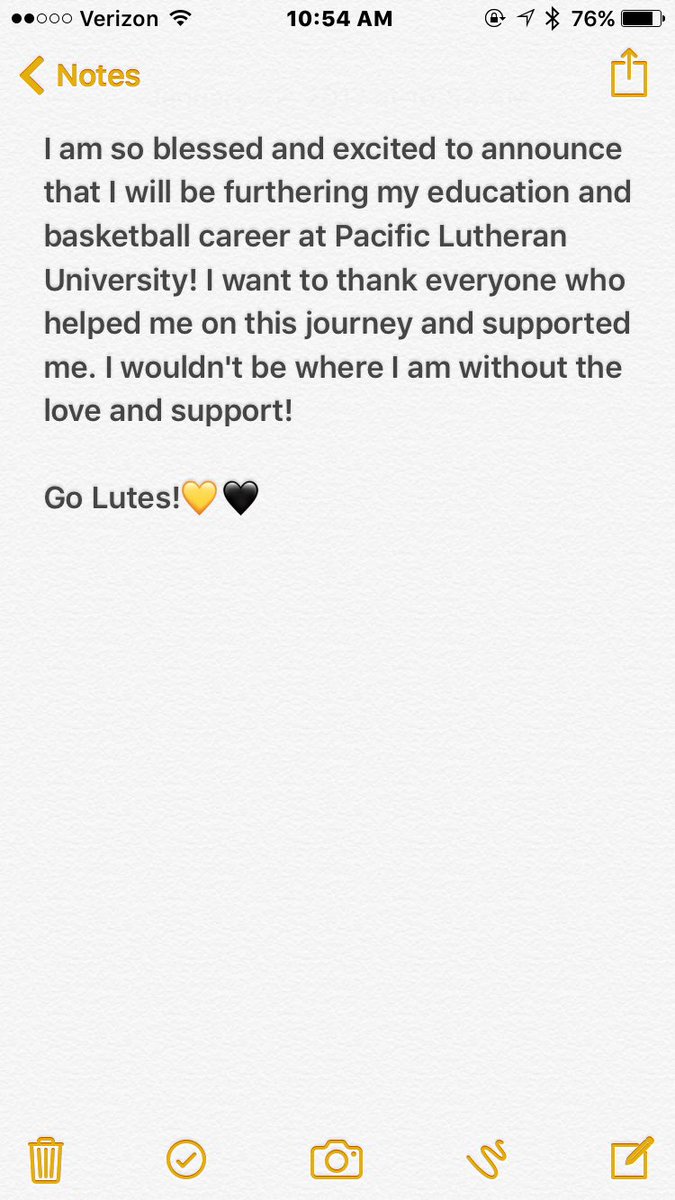 Verizon 10:54 AM 76%
Notes
I am so blessed and excited to announce
that I will be furthering my education and
basketball career at Pacific Lutheran
University! I want to thank everyone who
helped me on this journey and supported
me. I wouldn't be where I am without the
love and support!
Go Lutes!💛🖤